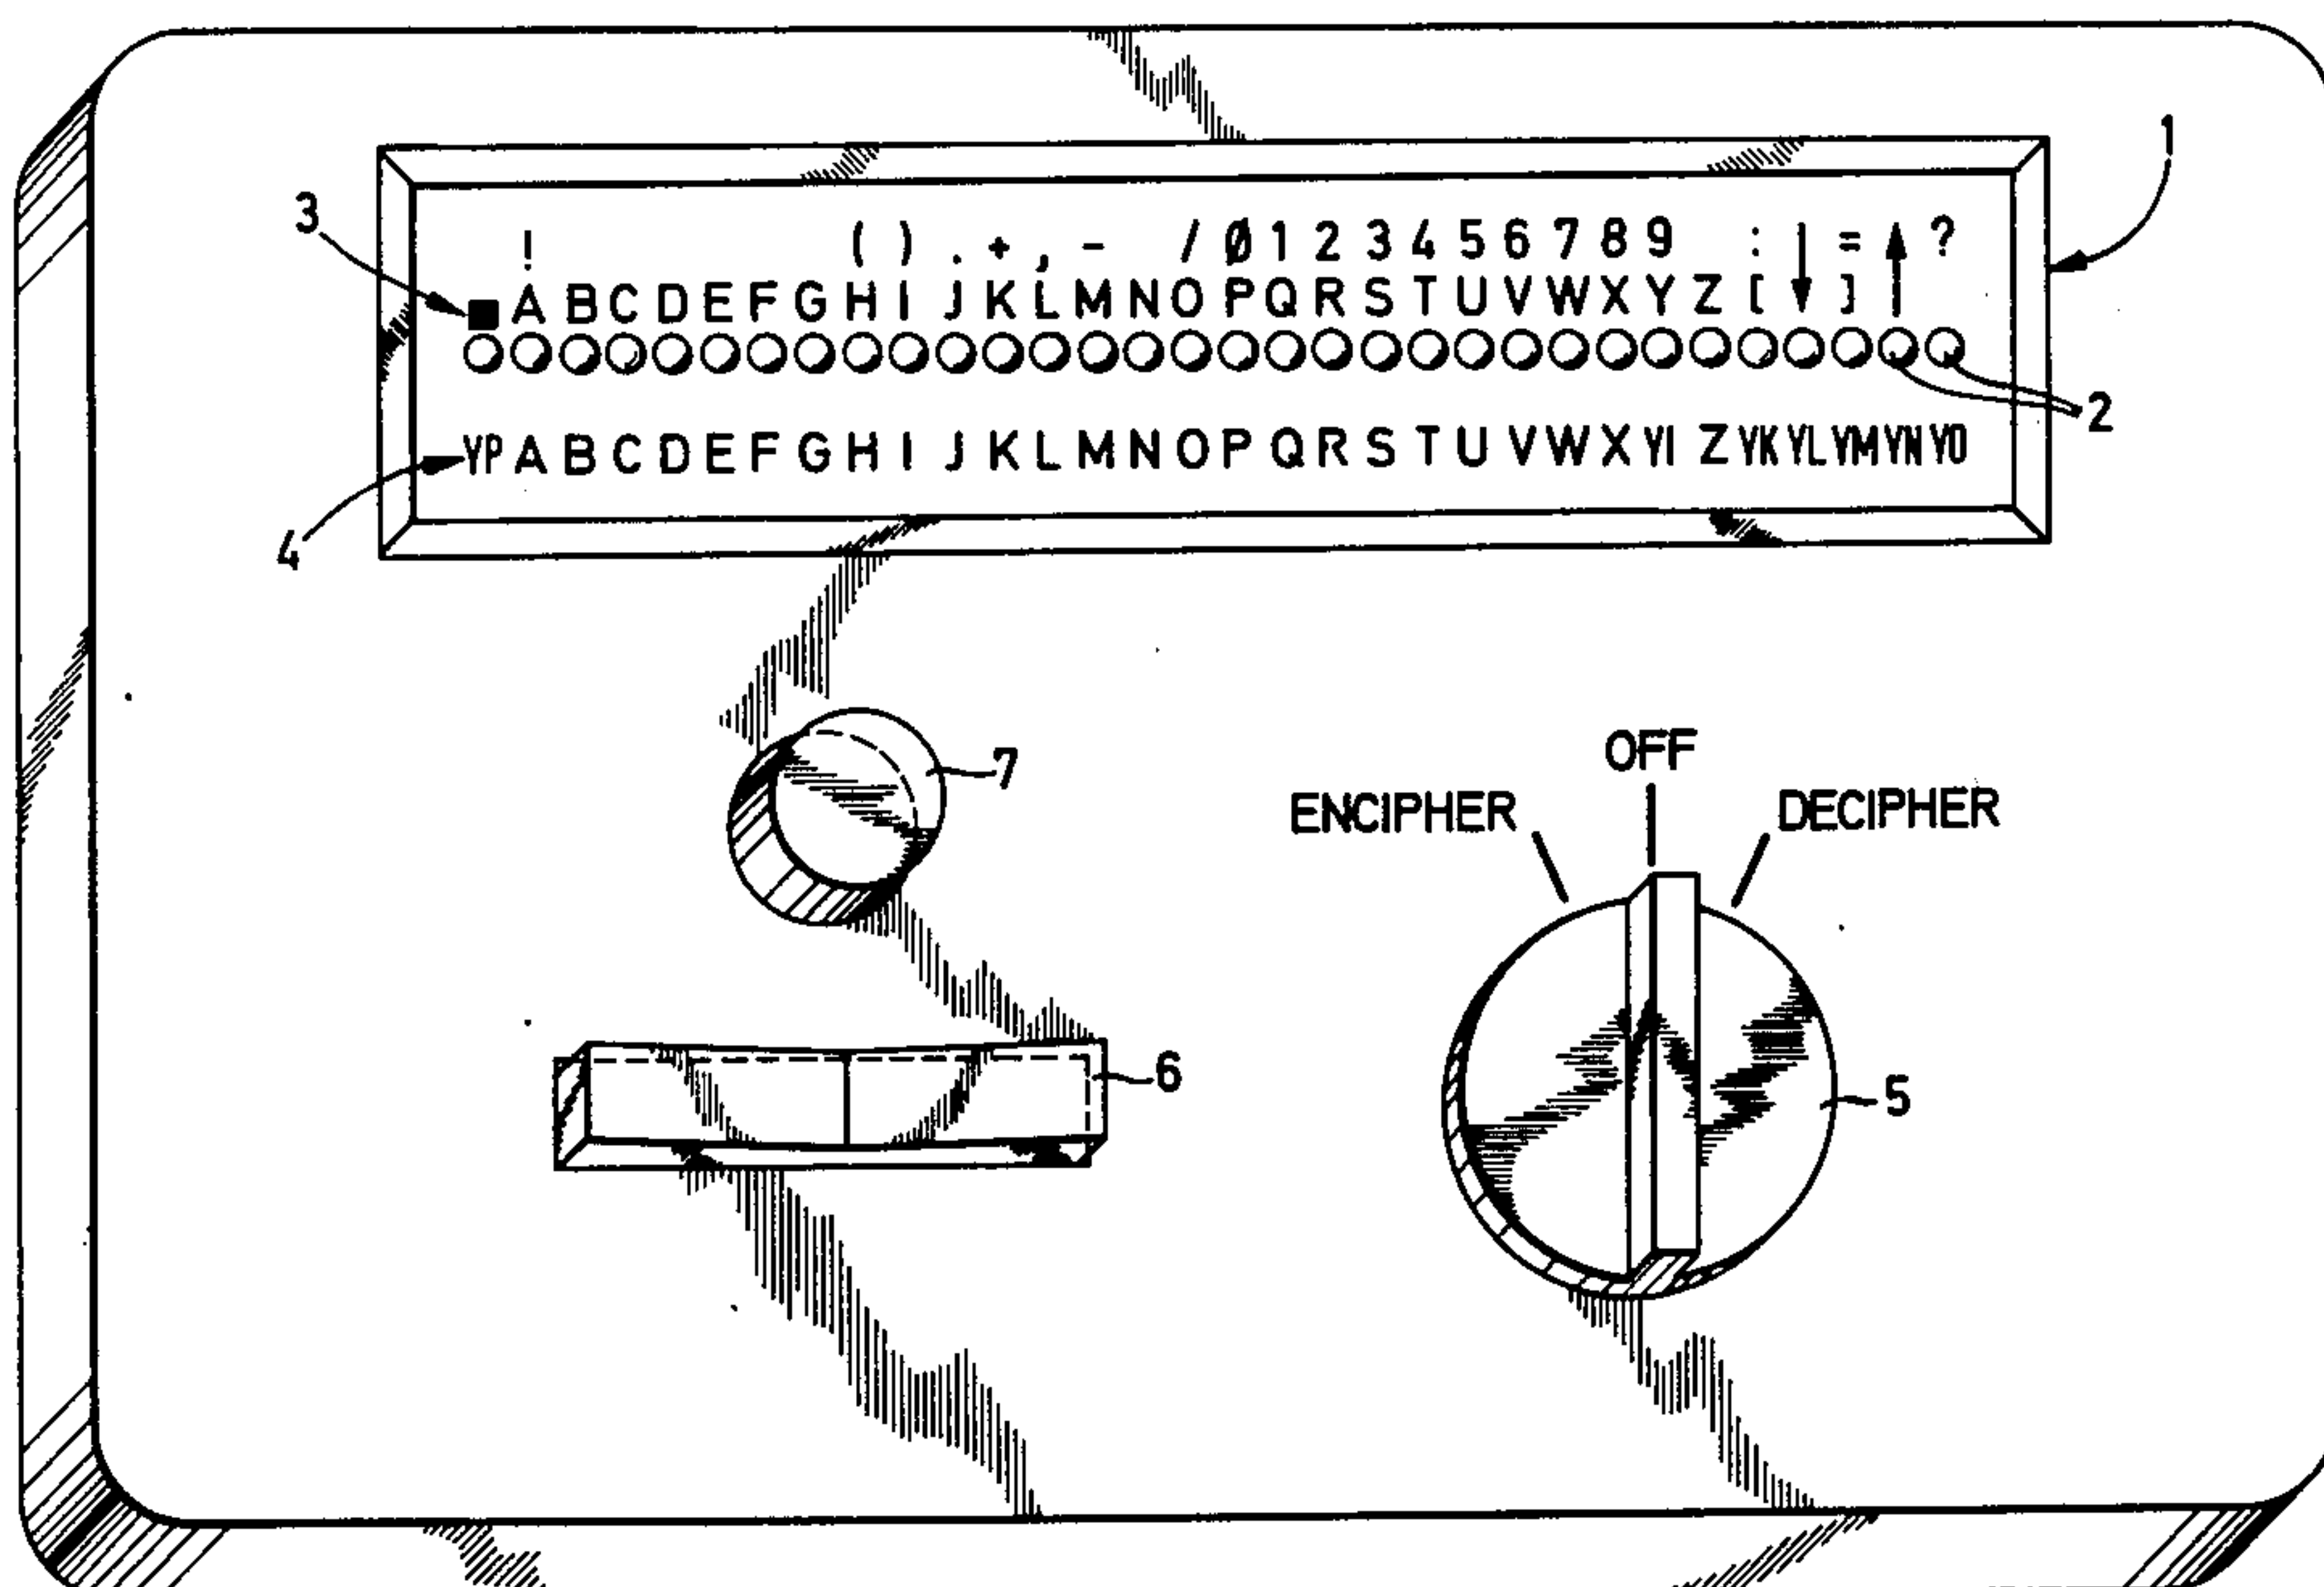 1
3
! ( ) . + , - / Ø 1 2 3 4 5 6 7 8 9 : ↓ = ↑ ?
■ A B C D E F G H I J K L M N O P Q R S T U V W X Y Z [ ]
2
YP A B C D E F G H I J K L M N O P Q R S T U V W X YI Z YK YL YM YN YO
4
7
OFF
ENCIPHER DECIPHER
6
5